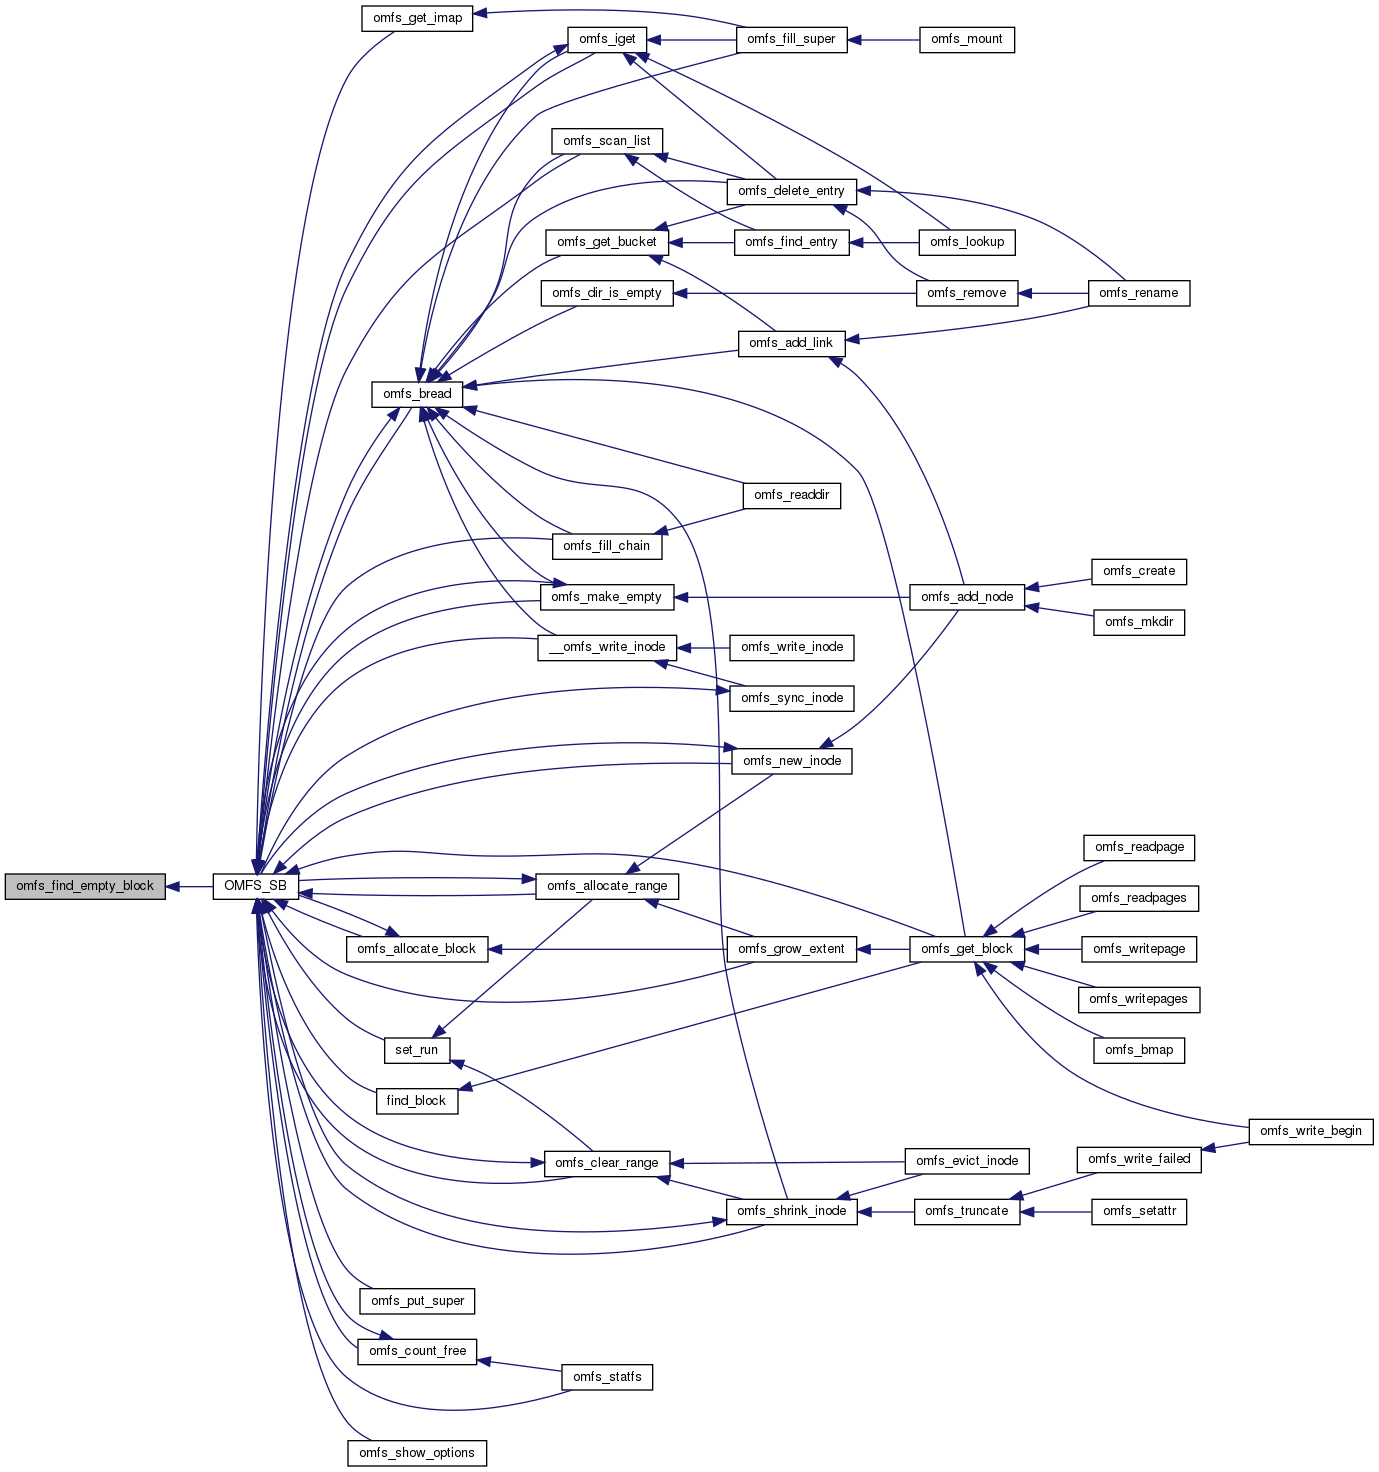 omfs_get_imap
omfs_iget
omfs_fill_super
omfs_mount
omfs_scan_list
omfs_delete_entry
omfs_get_bucket
omfs_find_entry
omfs_lookup
omfs_dir_is_empty
omfs_remove
omfs_rename
omfs_add_link
omfs_bread
omfs_readdir
omfs_fill_chain
omfs_create
omfs_make_empty
omfs_add_node
omfs_mkdir
__omfs_write_inode
omfs_write_inode
omfs_sync_inode
omfs_new_inode
omfs_readpage
omfs_find_empty_block
OMFS_SB
omfs_allocate_range
omfs_readpages
omfs_allocate_block
omfs_grow_extent
omfs_get_block
omfs_writepage
omfs_writepages
set_run
omfs_bmap
find_block
omfs_write_begin
omfs_clear_range
omfs_evict_inode
omfs_write_failed
omfs_shrink_inode
omfs_truncate
omfs_setattr
omfs_put_super
omfs_count_free
omfs_statfs
omfs_show_options